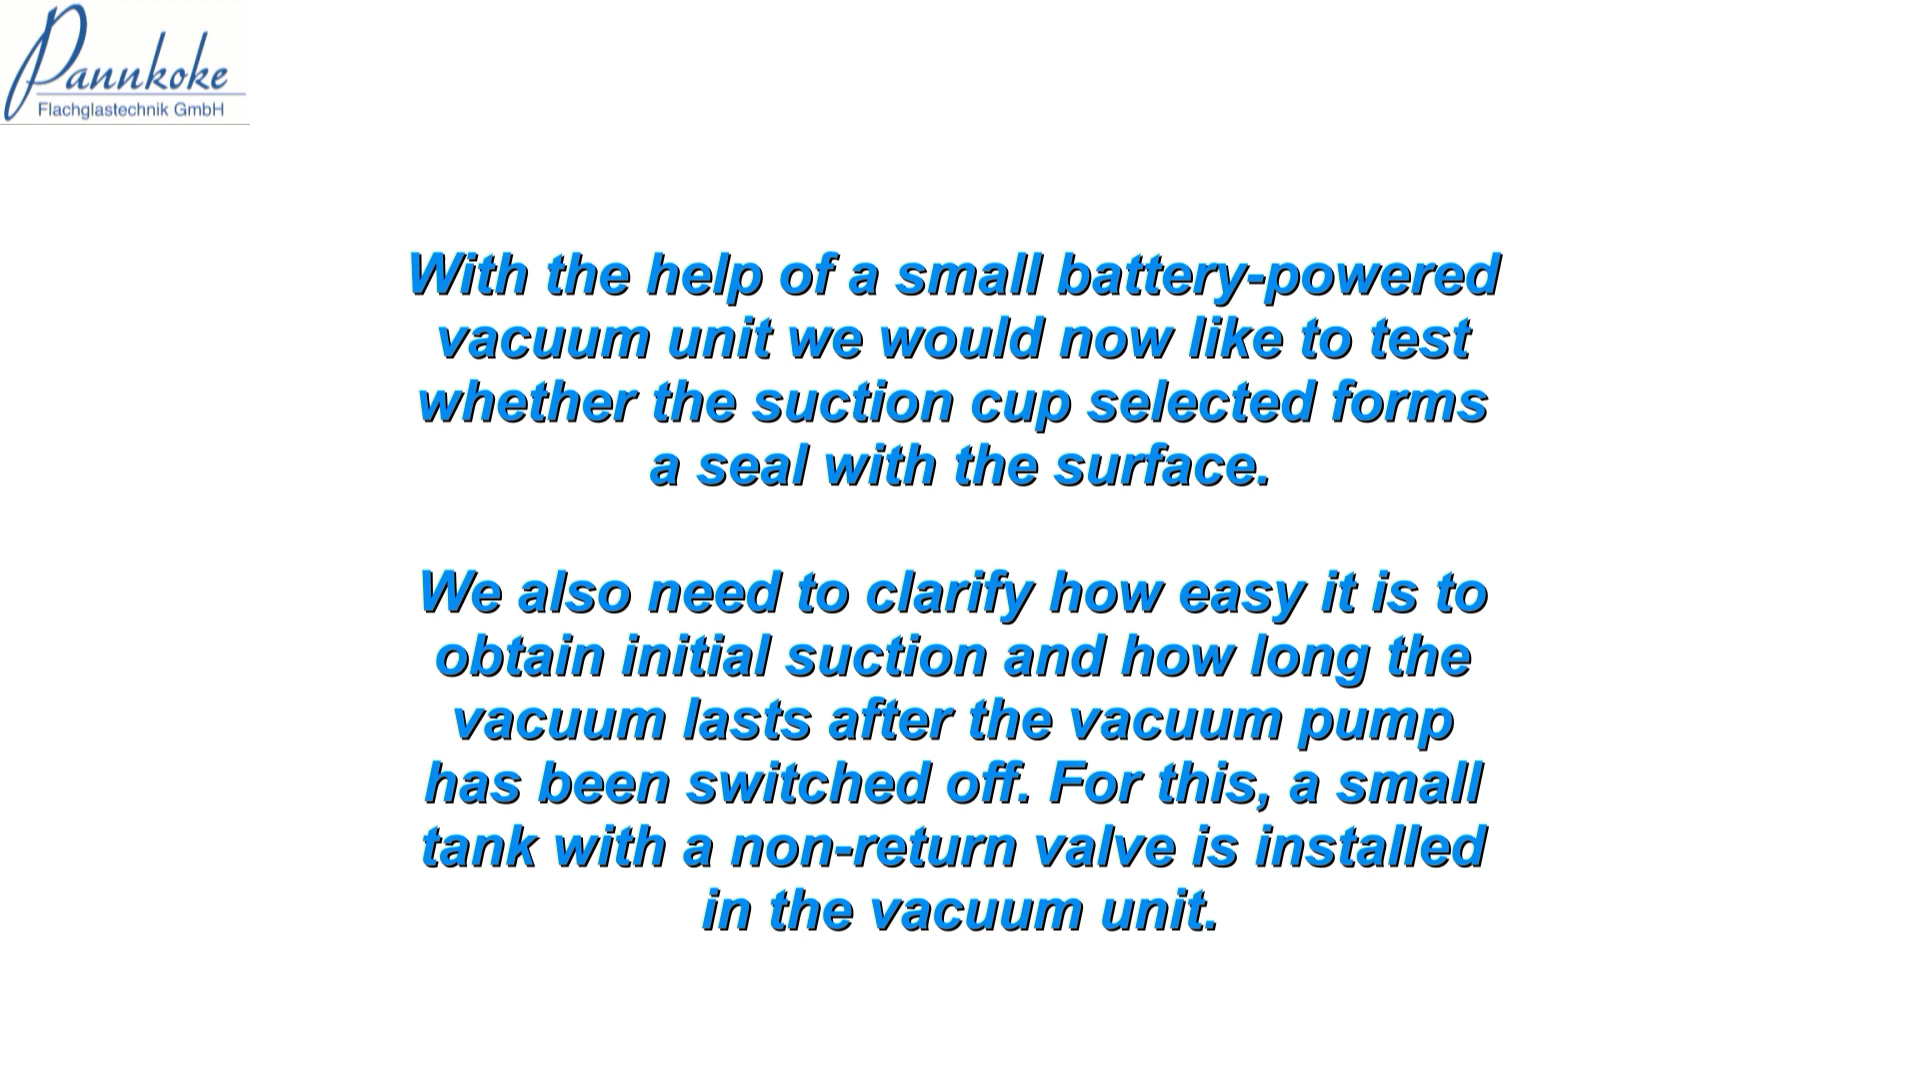 Pannkoke
Flachglastechnik GmbH
With the help of a small battery-powered
vacuum unit we would now like to test
whether the suction cup selected forms
a seal with the surface.
We also need to clarify how easy it is to
obtain initial suction and how long the
vacuum lasts after the vacuum pump
has been switched off. For this, a small
tank with a non-return valve is installed
in the vacuum unit.